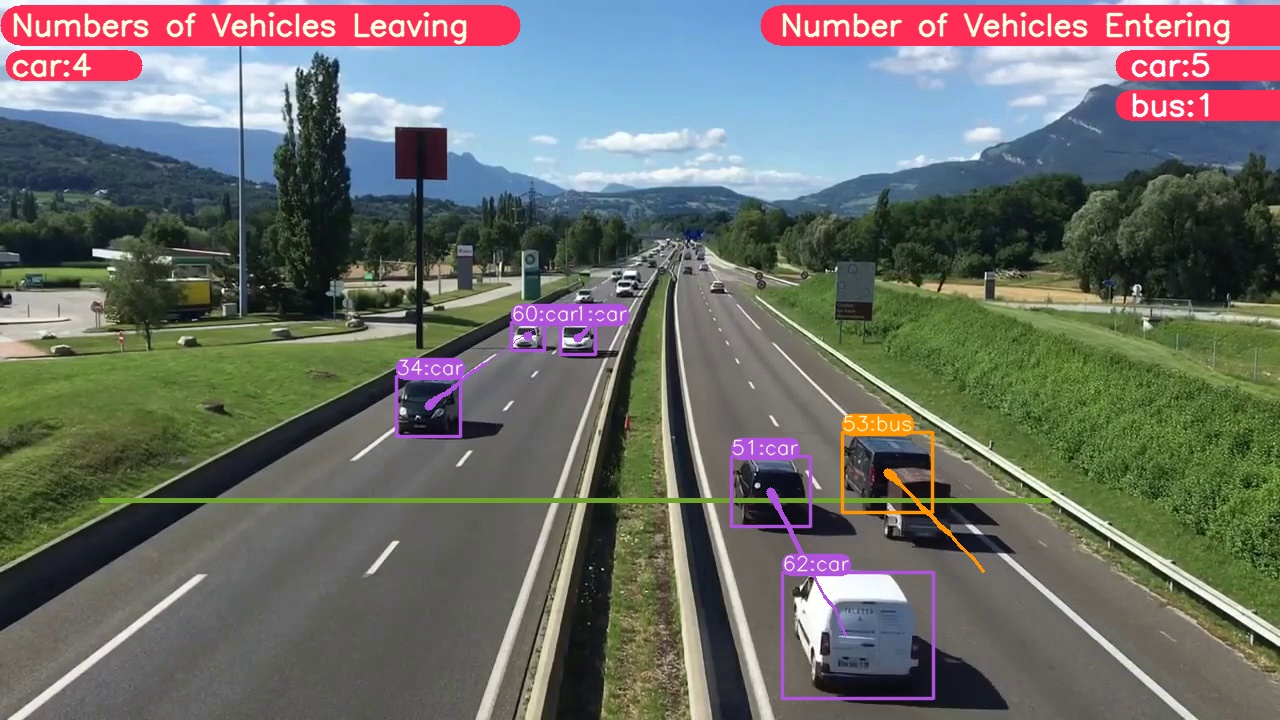 Numbers of Vehicles Leaving
Number of Vehicles Entering
car:4
car:5
bus:1
60:car
1:car
34:car
53:bus
51:car
62:car